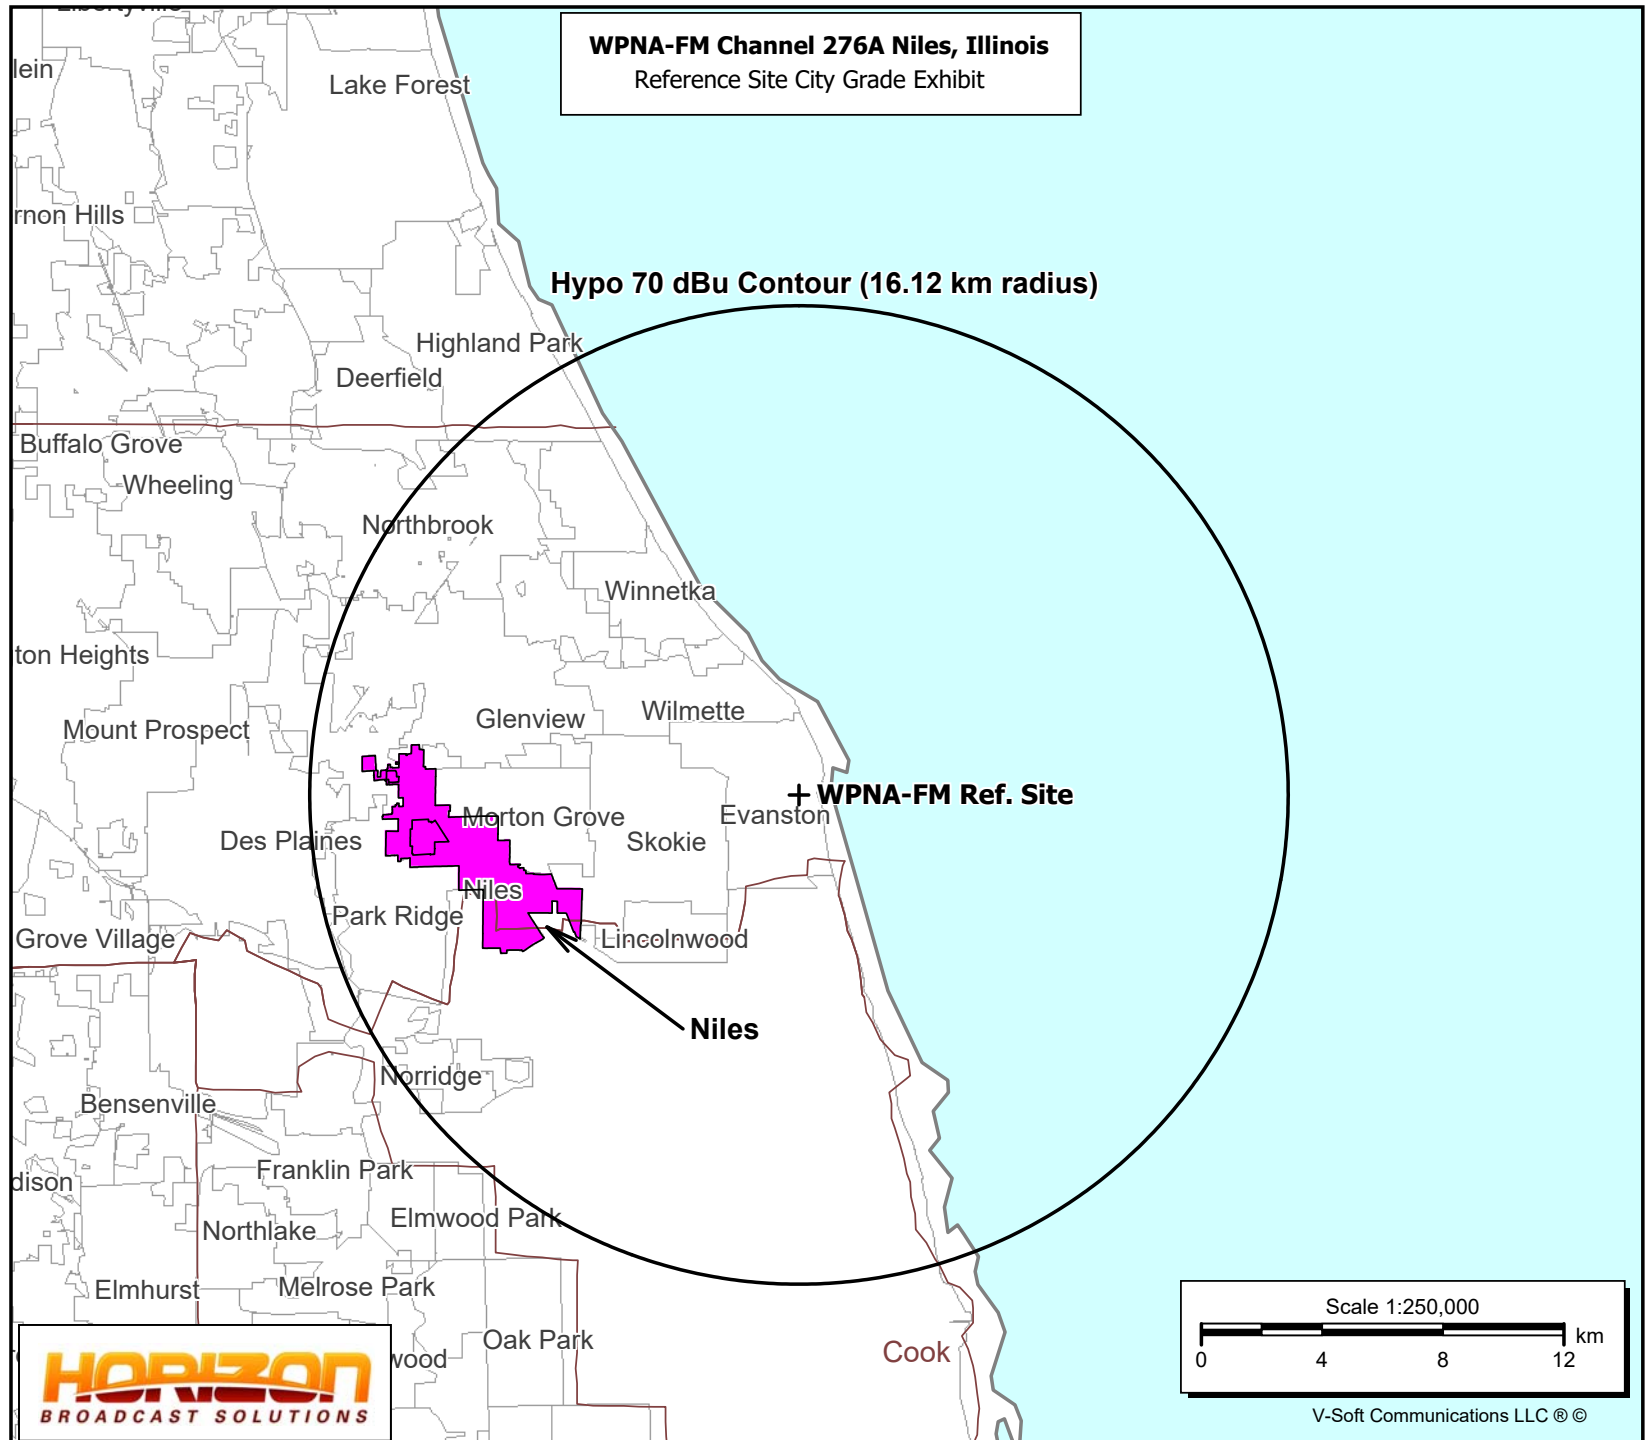 WPNA-FM Channel 276A Niles, Illinois
Reference Site City Grade Exhibit
lein
Lake Forest
rnon Hills
Hypo 70 dBu Contour (16.12 km radius)
Highland Park
Deerfield
Buffalo Grove
Wheeling
Northbrook
Winnetka
ton Heights
Mount Prospect
Glenview
Wilmette
WPNA-FM Ref. Site
Morton Grove
Evanston
Des Plaines
Skokie
Niles
Park Ridge
Grove Village
Lincolnwood
Niles
Norridge
Bensenville
Franklin Park
dison
Elmwood Park
Northlake
Elmhurst
Melrose Park
Oak Park
wood
Cook
Scale 1:250,000
km
0 4 8 12
V-Soft Communications LLC ® ©
HORIZON
BROADCAST SOLUTIONS